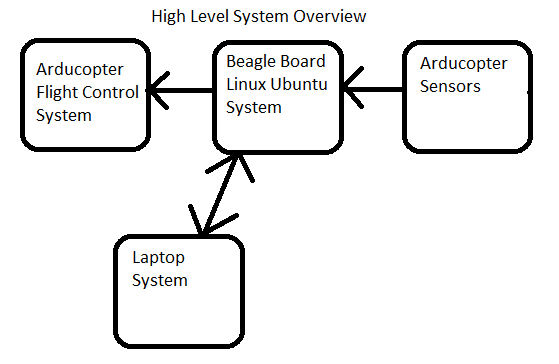 High Level System Overview
Arducopter
Flight Control
System
Beagle Board
Linux Ubuntu
System
Arducopter
Sensors
Laptop
System